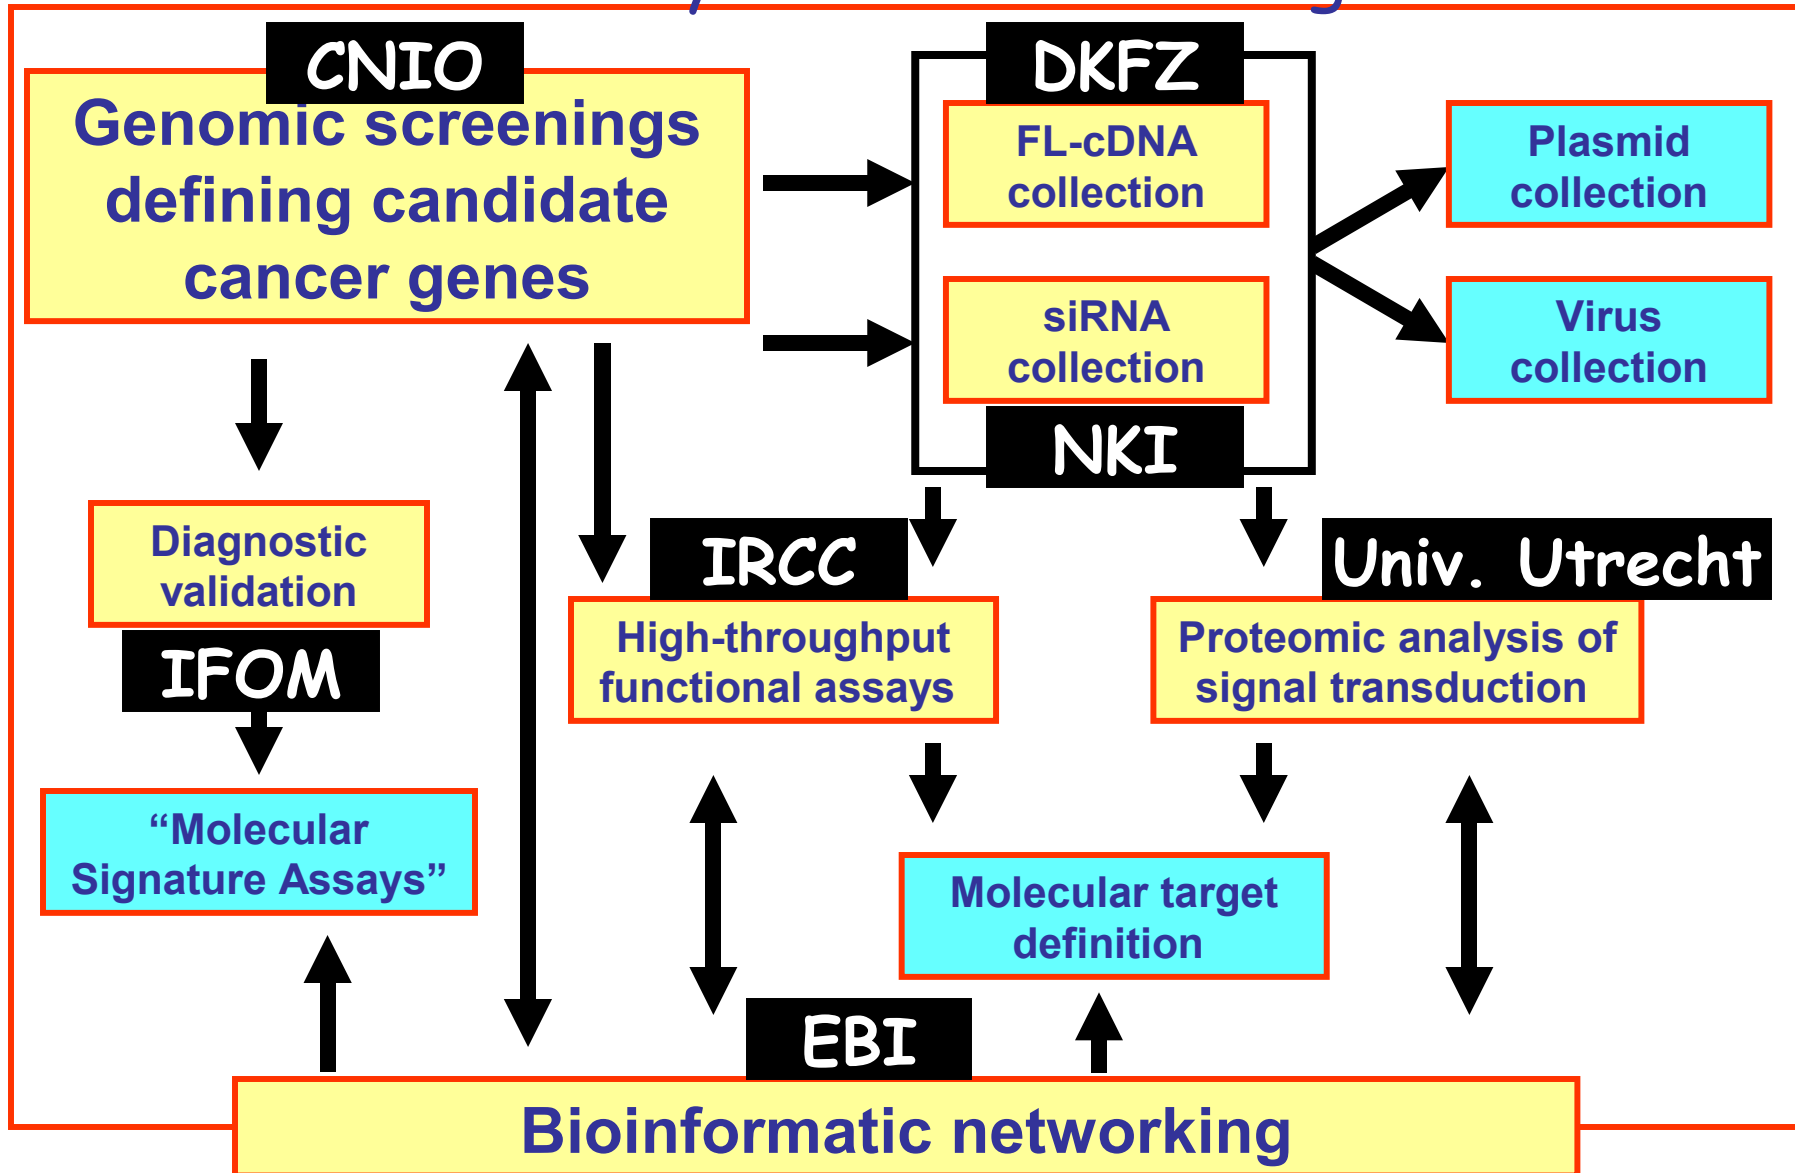 CNIO
Genomic screenings
defining candidate
cancer genes
DKFZ
FL-cDNA
collection
siRNA
collection
NKI
Plasmid
collection
Virus
collection
Diagnostic
validation
IFOM
“Molecular
Signature Assays”
IRCC
High-throughput
functional assays
Univ. Utrecht
Proteomic analysis of
signal transduction
Molecular target
definition
EBI
Bioinformatic networking